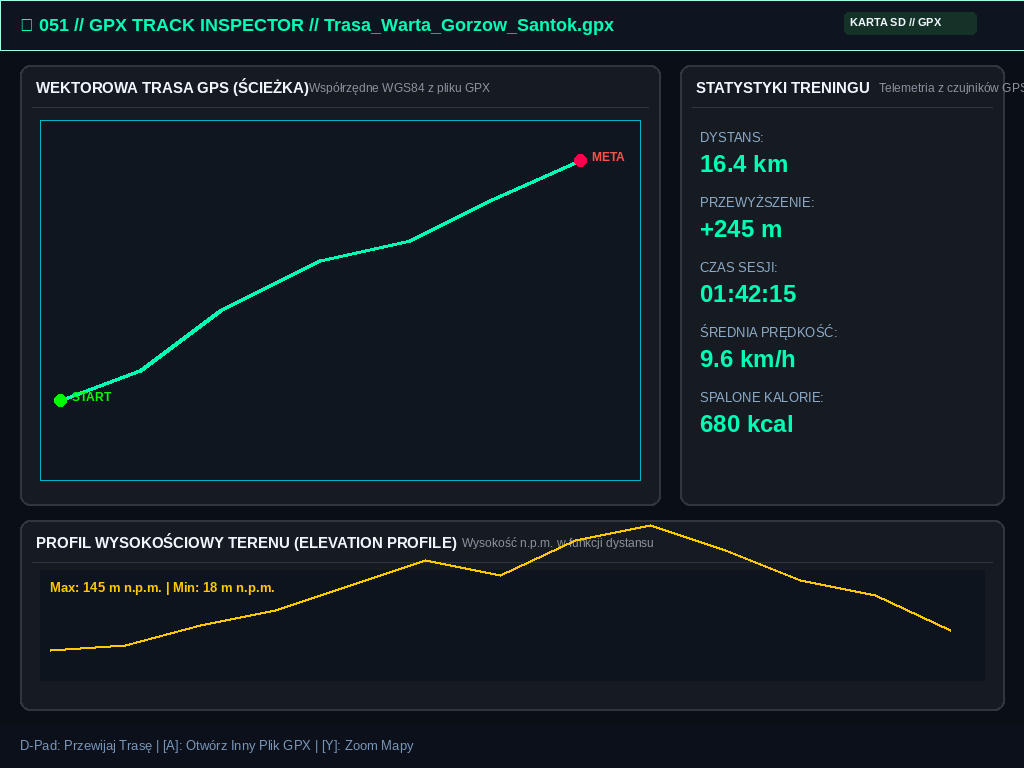 051 // GPX TRACK INSPECTOR // Trasa_Warta_Gorzow_Santok.gpx
KARTA SD // GPX
WEKTOROWA TRASA GPS (ŚCIEŻKA) Współrzędne WGS84 z pliku GPX
META
START
STATYSTYKI TRENINGU Telemetria z czujników GPS
DYSTANS:
16.4 km
PRZEWYŻSZENIE:
+245 m
CZAS SESJI:
01:42:15
ŚREDNIA PRĘDKOŚĆ:
9.6 km/h
SPALONE KALORIE:
680 kcal
PROFIL WYSOKOŚCIOWY TERENU (ELEVATION PROFILE) Wysokość n.p.m. w funkcji dystansu
Max: 145 m n.p.m. | Min: 18 m n.p.m.
D-Pad: Przewijaj Trasę | [A]: Otwórz Inny Plik GPX | [Y]: Zoom Mapy